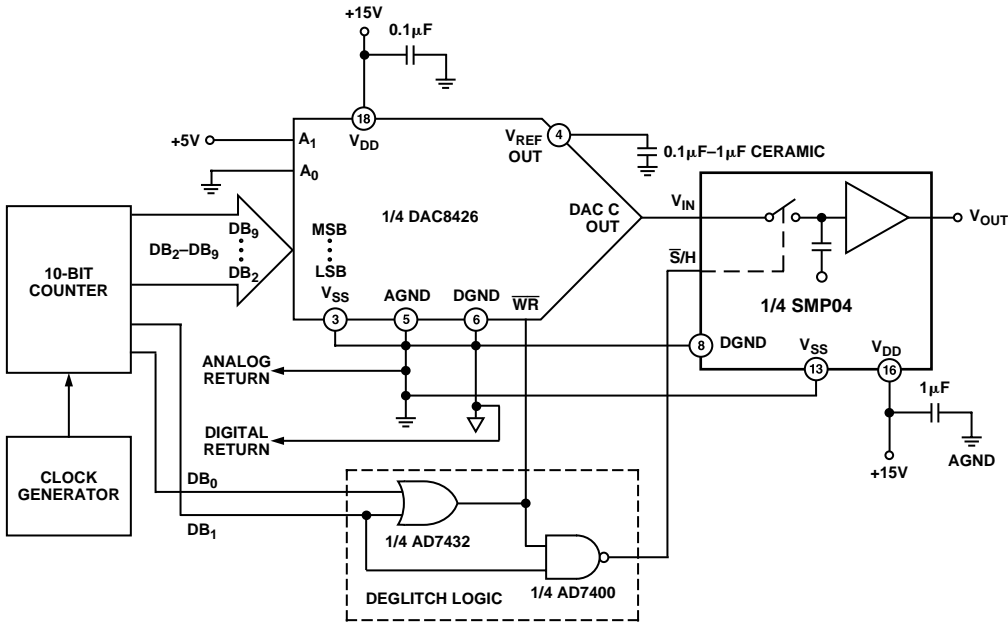 +15V
0.1µF
+5V
A1
A0
18
VDD
VREF
OUT
4
0.1µF–1µF CERAMIC
1/4 DAC8426
DAC C
OUT
VIN
VOUT
S̅/H
1/4 SMP04
10-BIT
COUNTER
DB2–DB9
DB9
DB2
MSB
LSB
VSS
AGND
DGND
W̅R̅
3
5
6
8
DGND
VSS
VDD
13
16
ANALOG
RETURN
DIGITAL
RETURN
1µF
AGND
+15V
CLOCK
GENERATOR
DB0
DB1
1/4 AD7432
1/4 AD7400
DEGLITCH LOGIC